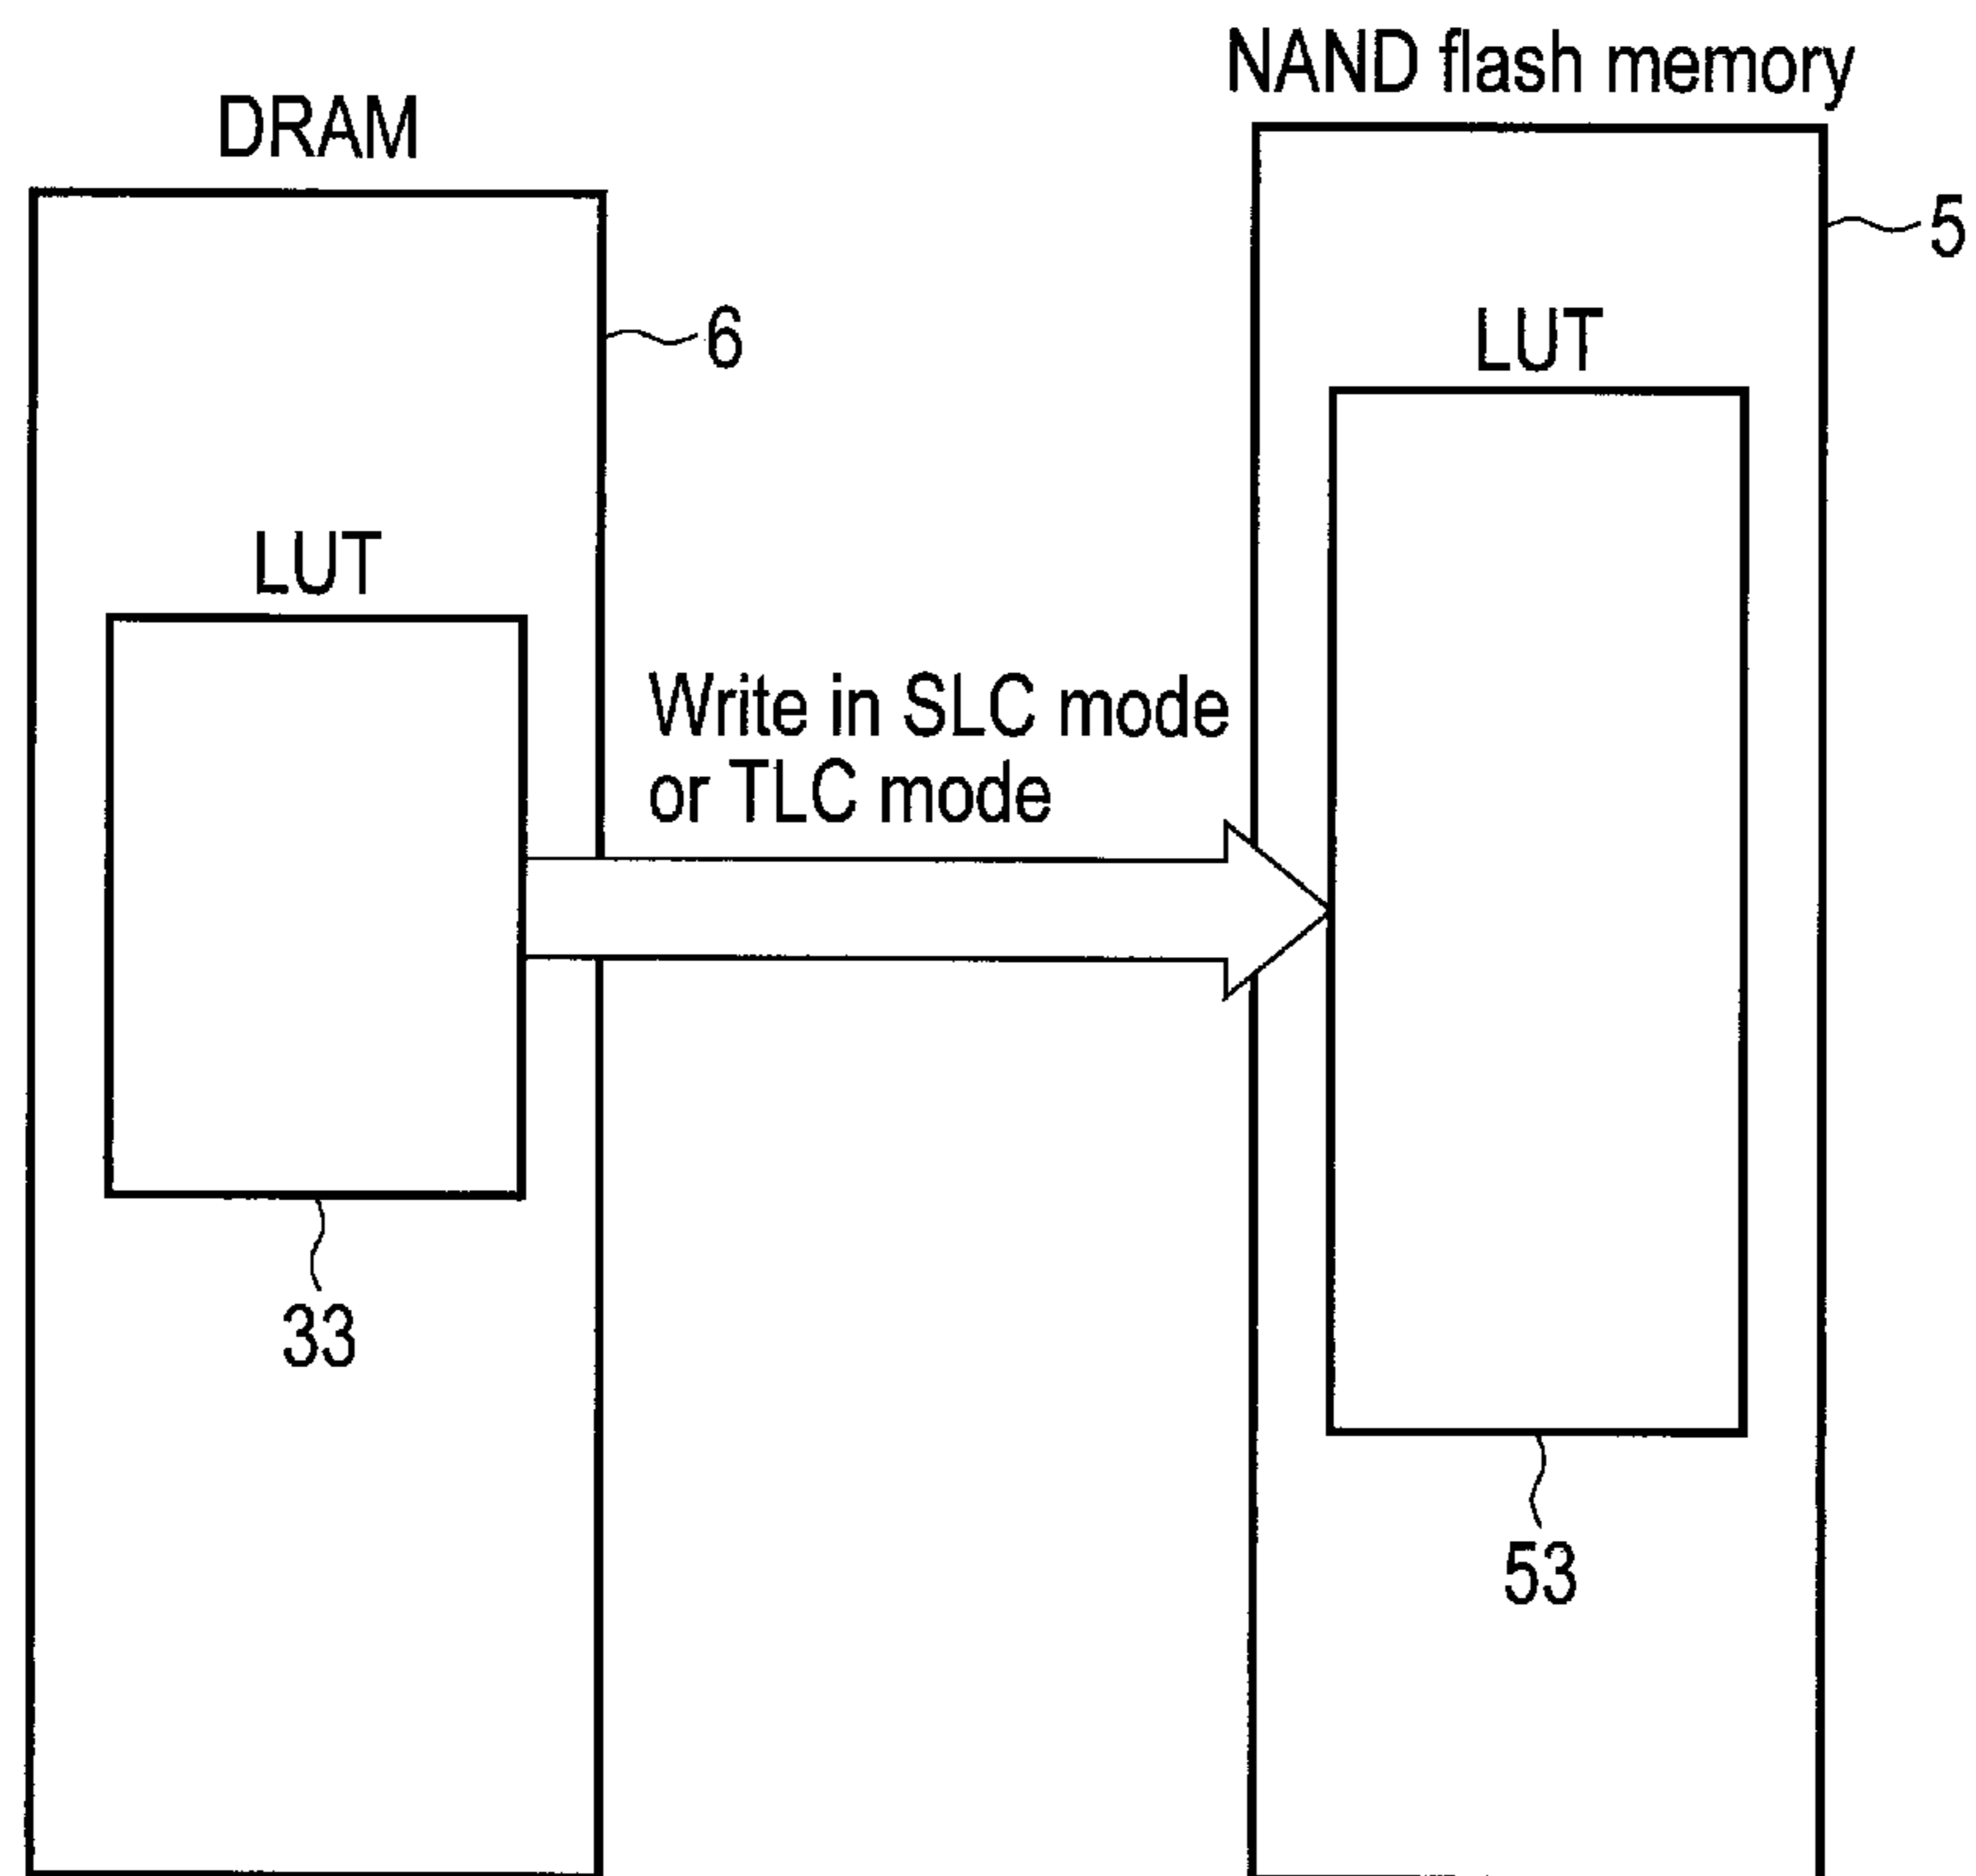 NAND flash memory
DRAM
5
6
LUT
LUT
Write in SLC mode
or TLC mode
33
53